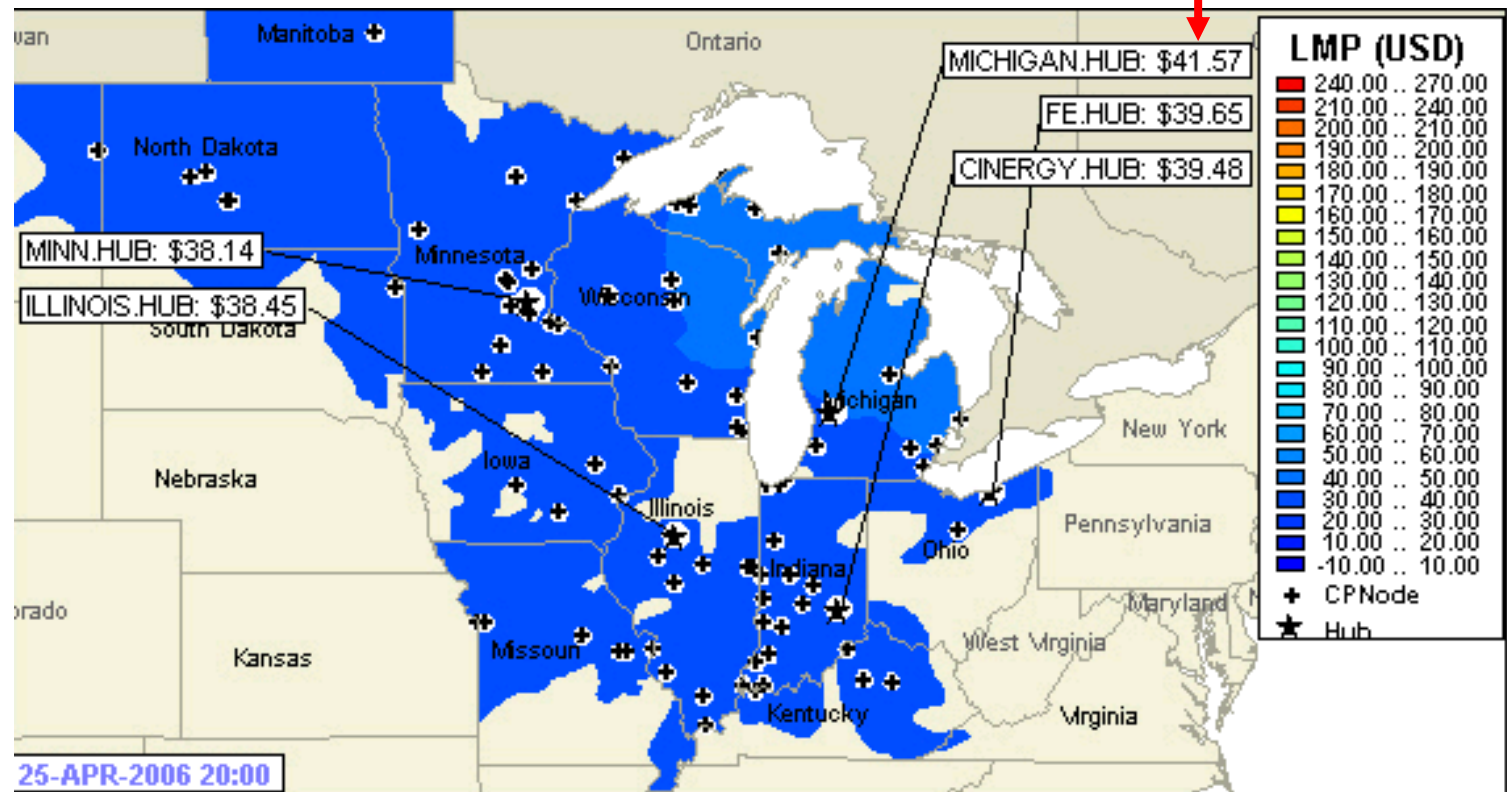 wan
Manitoba
Ontario
MICHIGAN.HUB: $41.57
FE.HUB: $39.65
CINERGY.HUB: $39.48
North Dakota
MINN.HUB: $38.14
Minnesota
ILLINOIS.HUB: $38.45
Wisconsin
South Dakota
Michigan
New York
Iowa
Nebraska
Illinois
Pennsylvania
Ohio
Indiana
orado
Maryland
Kansas
Missouri
West Virginia
Kentucky
Virginia
25-APR-2006 20:00
LMP (USD)
240.00 .. 270.00
210.00 .. 240.00
200.00 .. 210.00
190.00 .. 200.00
180.00 .. 190.00
170.00 .. 180.00
160.00 .. 170.00
150.00 .. 160.00
140.00 .. 150.00
130.00 .. 140.00
120.00 .. 130.00
110.00 .. 120.00
100.00 .. 110.00
90.00 .. 100.00
80.00 .. 90.00
70.00 .. 80.00
60.00 .. 70.00
50.00 .. 60.00
40.00 .. 50.00
30.00 .. 40.00
20.00 .. 30.00
10.00 .. 20.00
-10.00 .. 10.00
CPNode
Hub